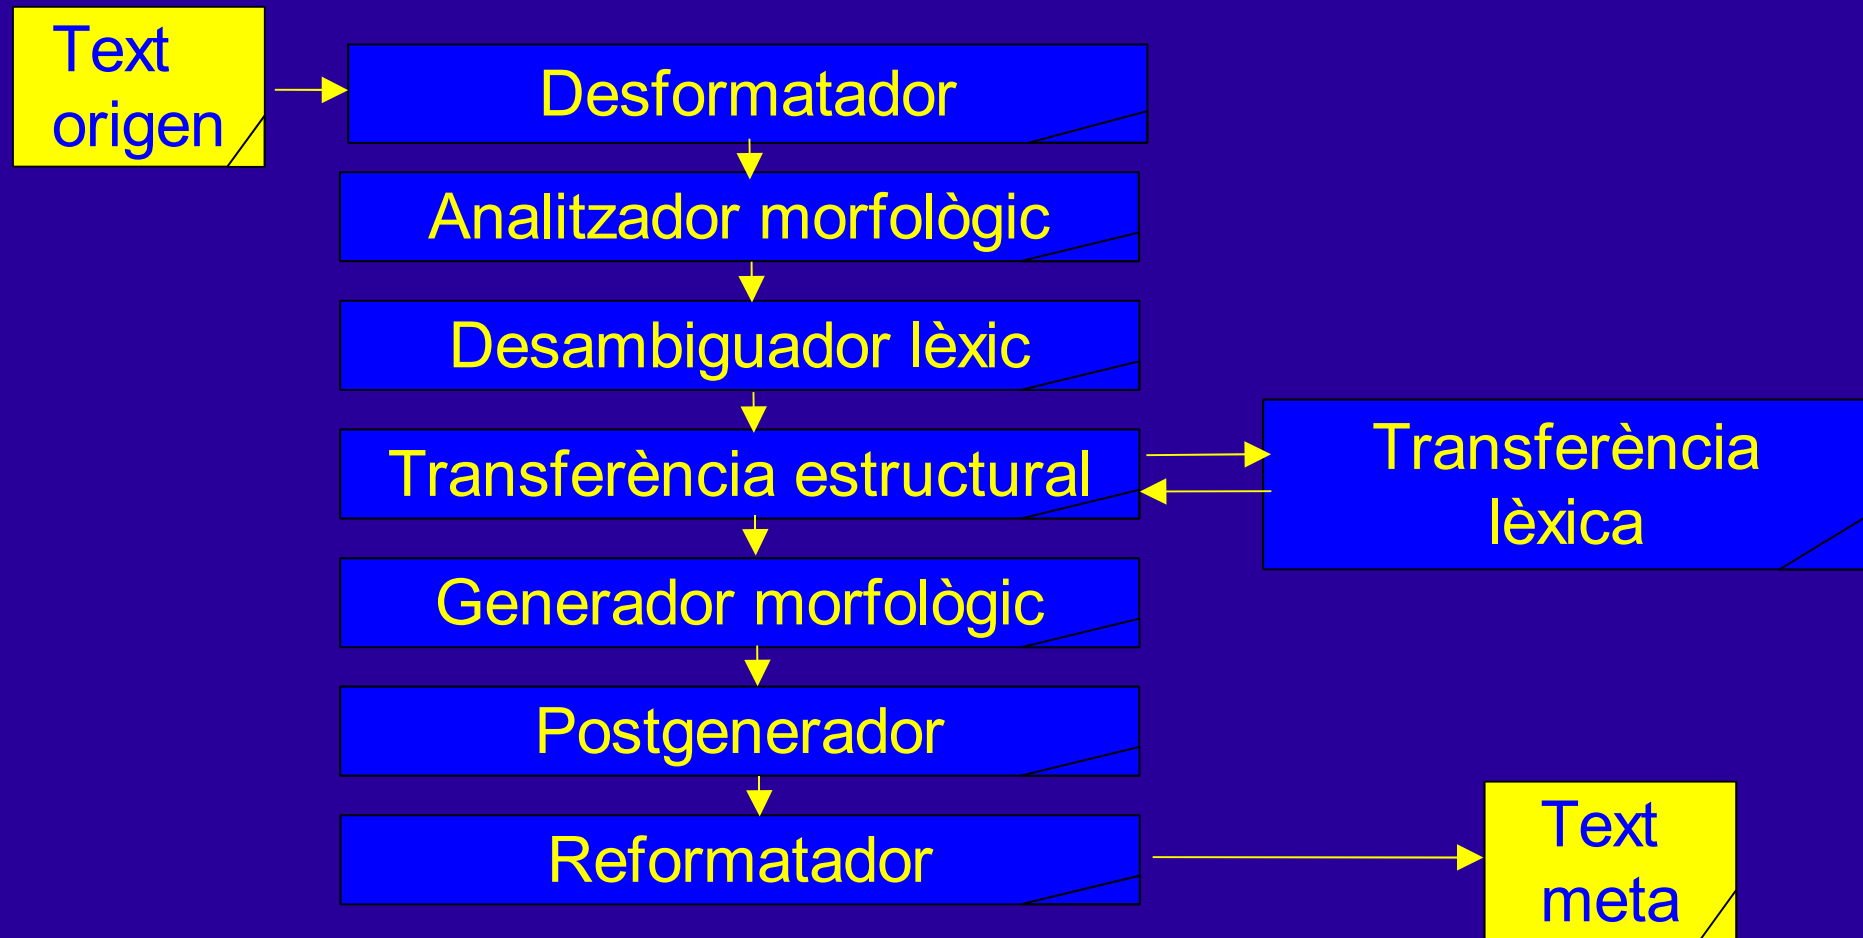 Text
origen
Desformatador
Analitzador morfològic
Desambiguador lèxic
Transferència estructural
Transferència
lèxica
Generador morfològic
Postgenerador
Reformatador
Text
meta